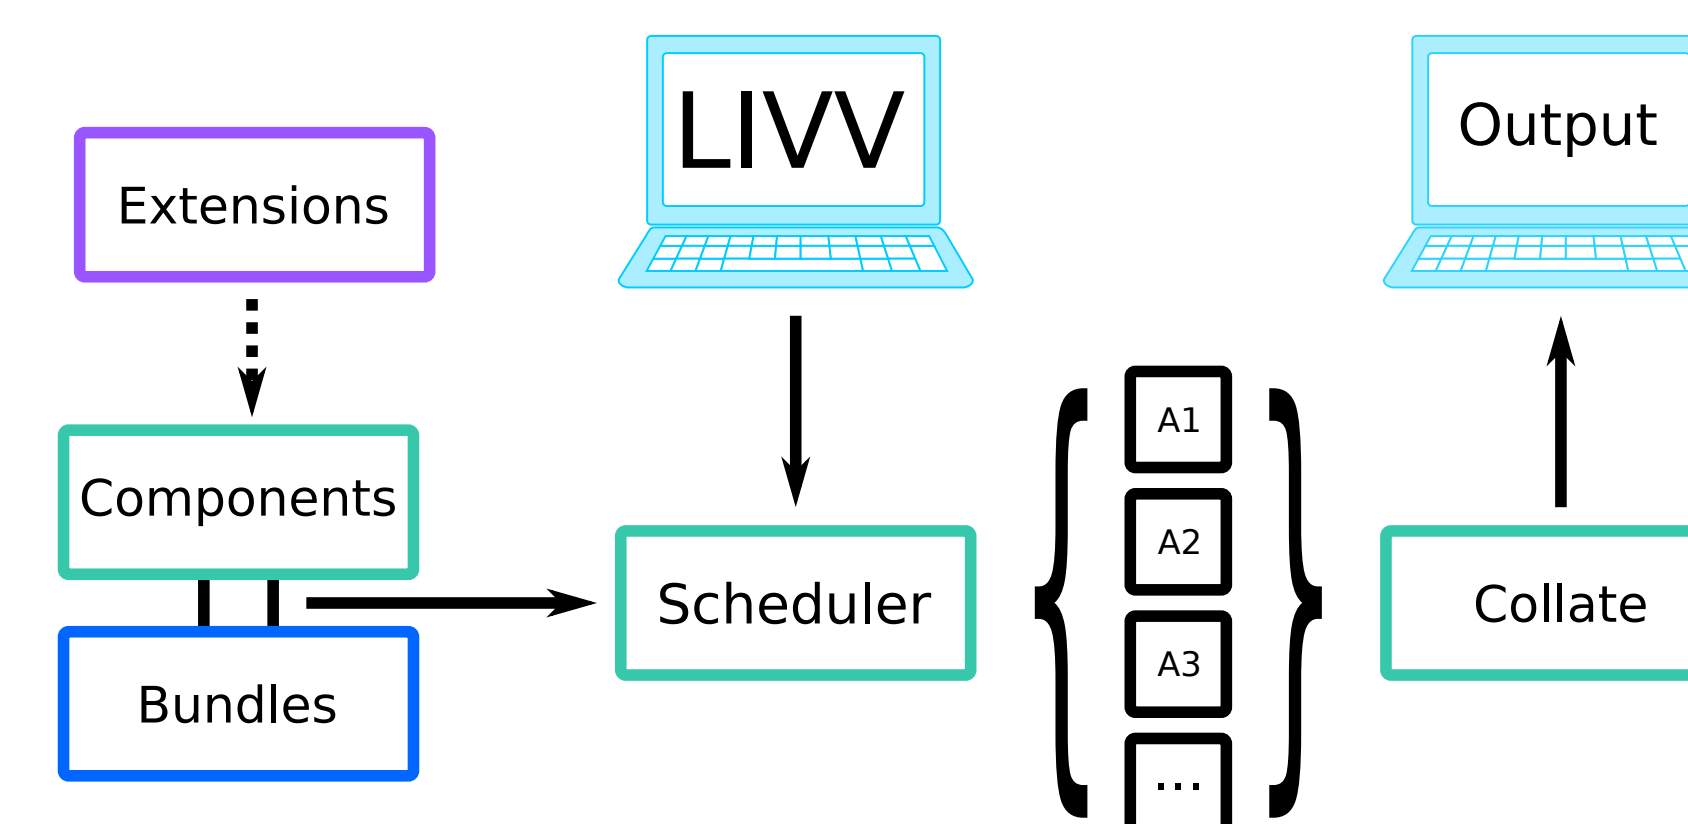 LIVV
Output
Extensions
A1
Components
A2
Scheduler
Collate
A3
Bundles
...